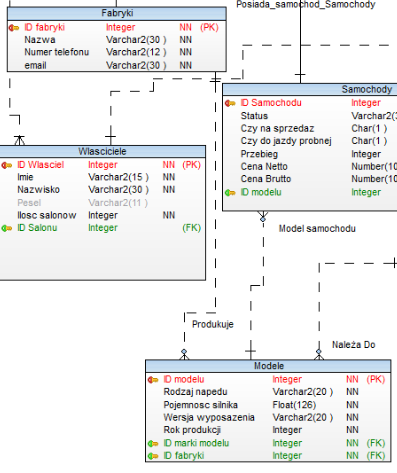 Posiada_samochod_Samochody
Fabryki
ID fabryki Integer NN (PK)
Nazwa Varchar2(30 ) NN
Numer telefonu Varchar2(12 ) NN
email Varchar2(30 ) NN
Samochody
ID Samochodu Integer
Status Varchar2(
Czy na sprzedaz Char(1 )
Czy do jazdy probnej Char(1 )
Przebieg Integer
Cena Netto Number(10
Cena Brutto Number(10
ID modelu Integer
Wlasciciele
ID Wlasciel Integer NN (PK)
Imie Varchar2(15 ) NN
Nazwisko Varchar2(30 ) NN
Pesel Varchar2(11 )
Ilosc salonow Integer NN
ID Salonu Integer (FK)
Model samochodu
Produkuje
Należa Do
Modele
ID modelu Integer NN (PK)
Rodzaj napedu Varchar2(20 ) NN
Pojemnosc silnika Float(126) NN
Wersja wyposazenia Varchar2(20 ) NN
Rok produkcji Integer NN
ID marki modelu Integer NN (FK)
ID fabryki Integer NN (FK)